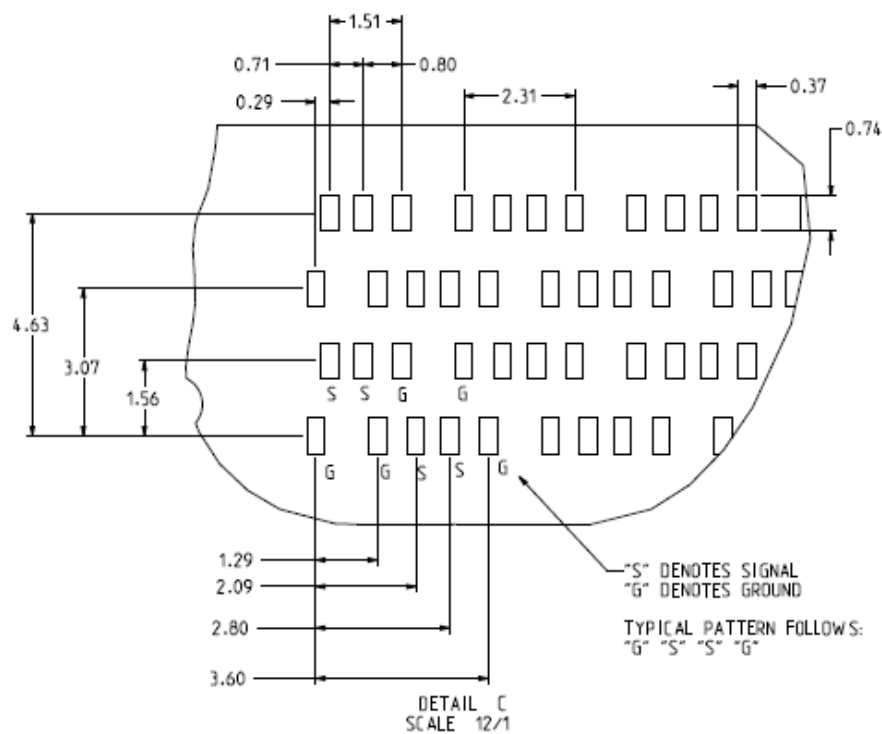 1.51
0.71
0.80
0.29
2.31
0.37
0.74
4.63
3.07
1.56
S S G G
G G S S G
1.29
2.09
2.80
3.60
"S" DENOTES SIGNAL
"G" DENOTES GROUND
TYPICAL PATTERN FOLLOWS:
"G" "S" "S" "G"
DETAIL C
SCALE 12/1